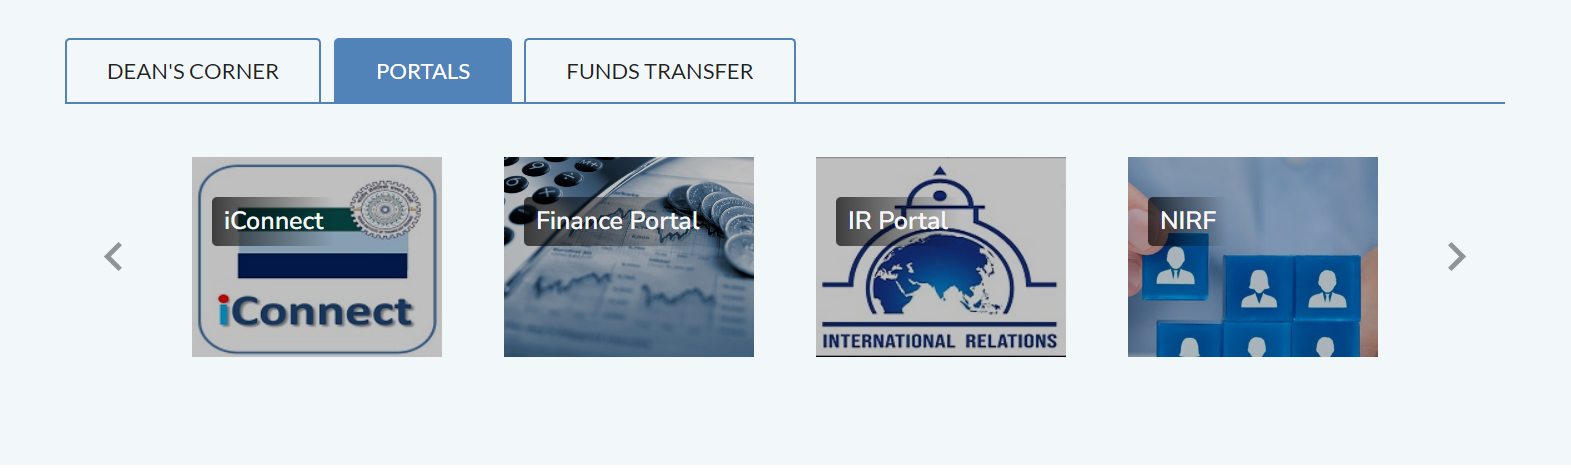 DEAN'S CORNER
PORTALS
FUNDS TRANSFER
iConnect
iConnect
Finance Portal
IR Portal
INTERNATIONAL RELATIONS
NIRF